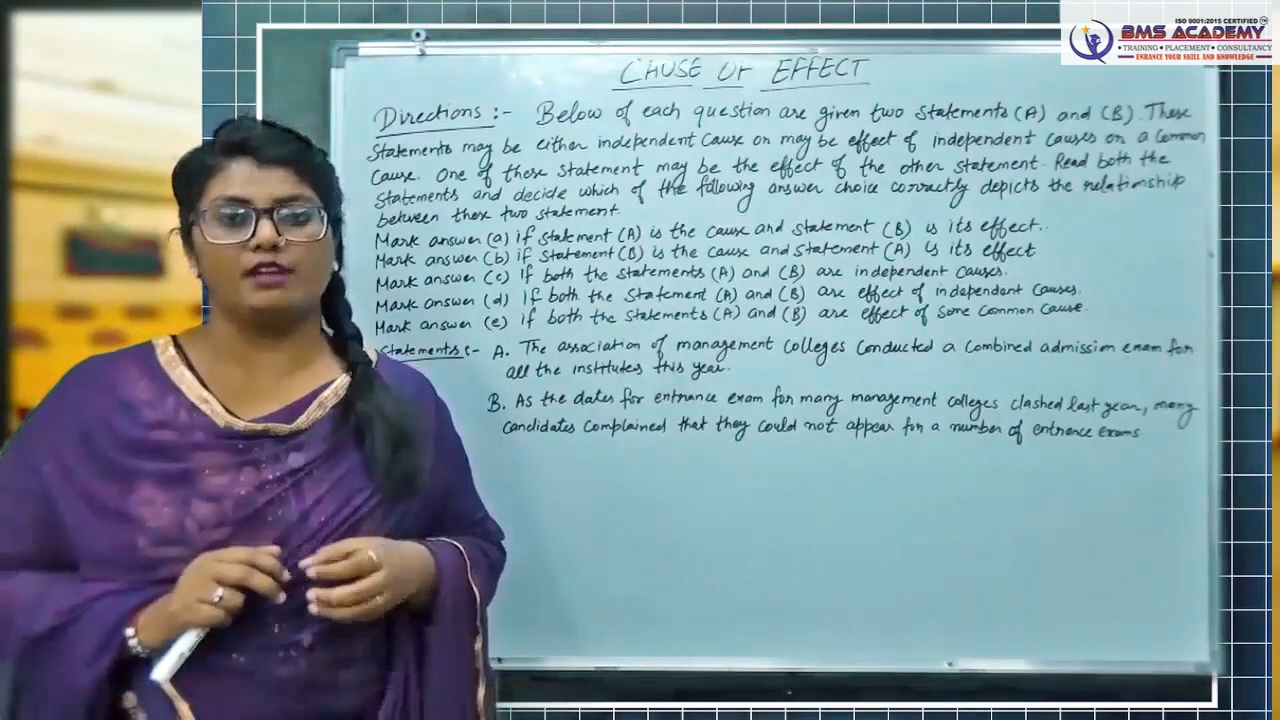 ISO 9001:2015 CERTIFIED TM
BMS ACADEMY
• TRAINING • PLACEMENT • CONSULTANCY
ENHANCE YOUR SKILL AND KNOWLEDGE
CAUSE OF EFFECT
Directions :- Below of each question are given two statements (A) and (B). These
Statements may be either independent Cause or may be effect of independent causes or a Common
Cause. One of these statement may be the effect of the other statement. Read both the
Statements and decide which of the following answer choice correctly depicts the relationship
between these two statement.
Mark answer (a) if statement (A) is the cause and statement (B) is its effect.
Mark answer (b) if statement (B) is the cause and statement (A) is its effect
Mark answer (c) if both the statements (A) and (B) are independent causes.
Mark answer (d) if both the statement (A) and (B) are effect of independent causes.
Mark answer (e) if both the statements (A) and (B) are effect of some common cause.
Statements :- A. The association of management colleges conducted a combined admission exam for
all the institutes this year.
B. As the dates for entrance exam for many management colleges clashed last year, many
candidates complained that they could not appear for a number of entrance exams